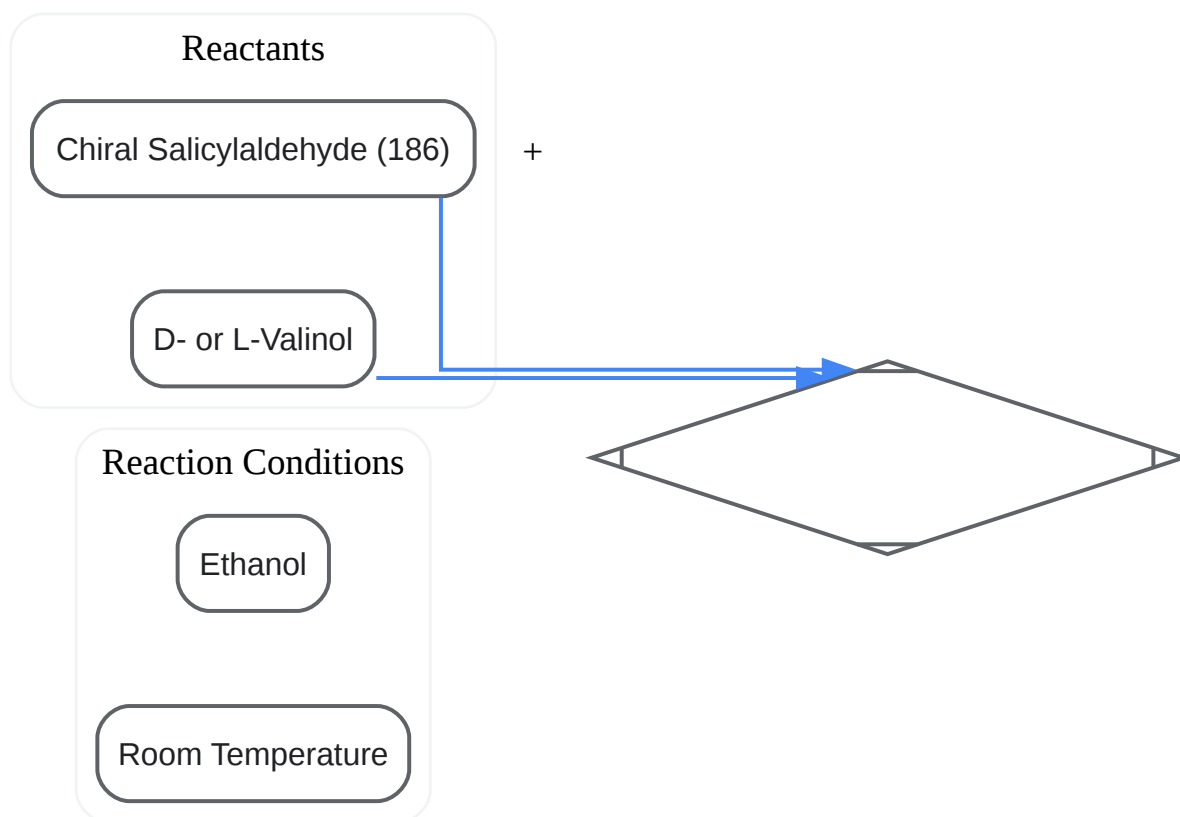 Reactants
Chiral Salicylaldehyde (186)
+
D- or L-Valinol
Reaction Conditions
Ethanol
Room Temperature